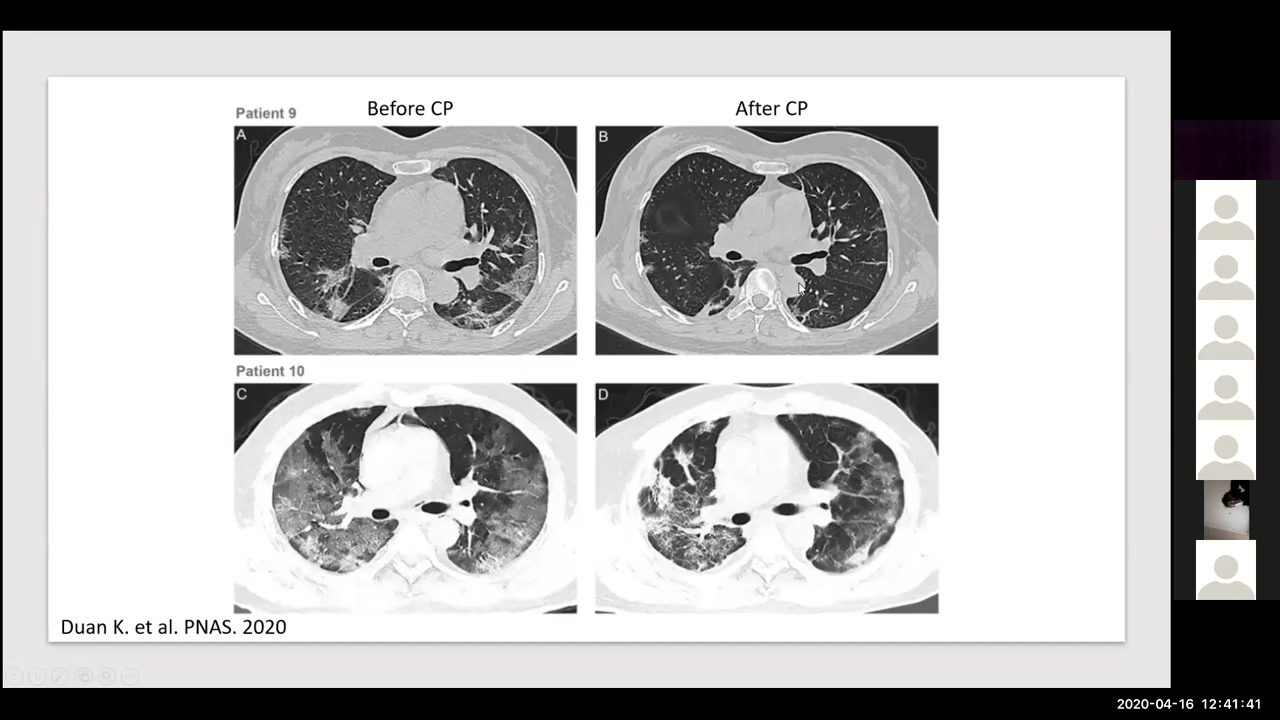 Patient 9
Before CP
After CP
A
B
Patient 10
C
D
Duan K. et al. PNAS. 2020
2020-04-16 12:41:41